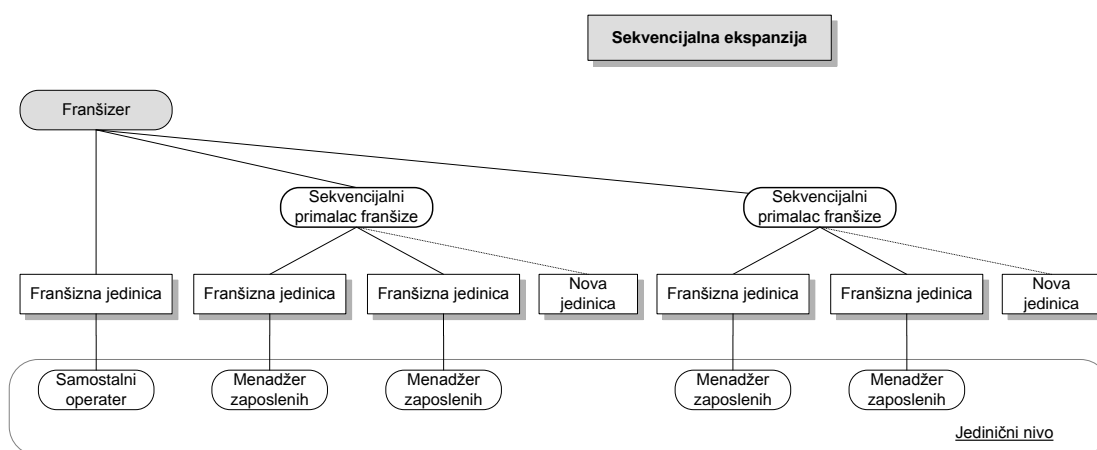 Sekvencijalna ekspanzija
Franšizer
Sekvencijalni
primalac franšize
Sekvencijalni
primalac franšize
Franšizna jedinica
Franšizna jedinica
Franšizna jedinica
Nova
jedinica
Franšizna jedinica
Franšizna jedinica
Nova
jedinica
Samostalni
operater
Menadžer
zaposlenih
Menadžer
zaposlenih
Menadžer
zaposlenih
Menadžer
zaposlenih
Jedinični nivo